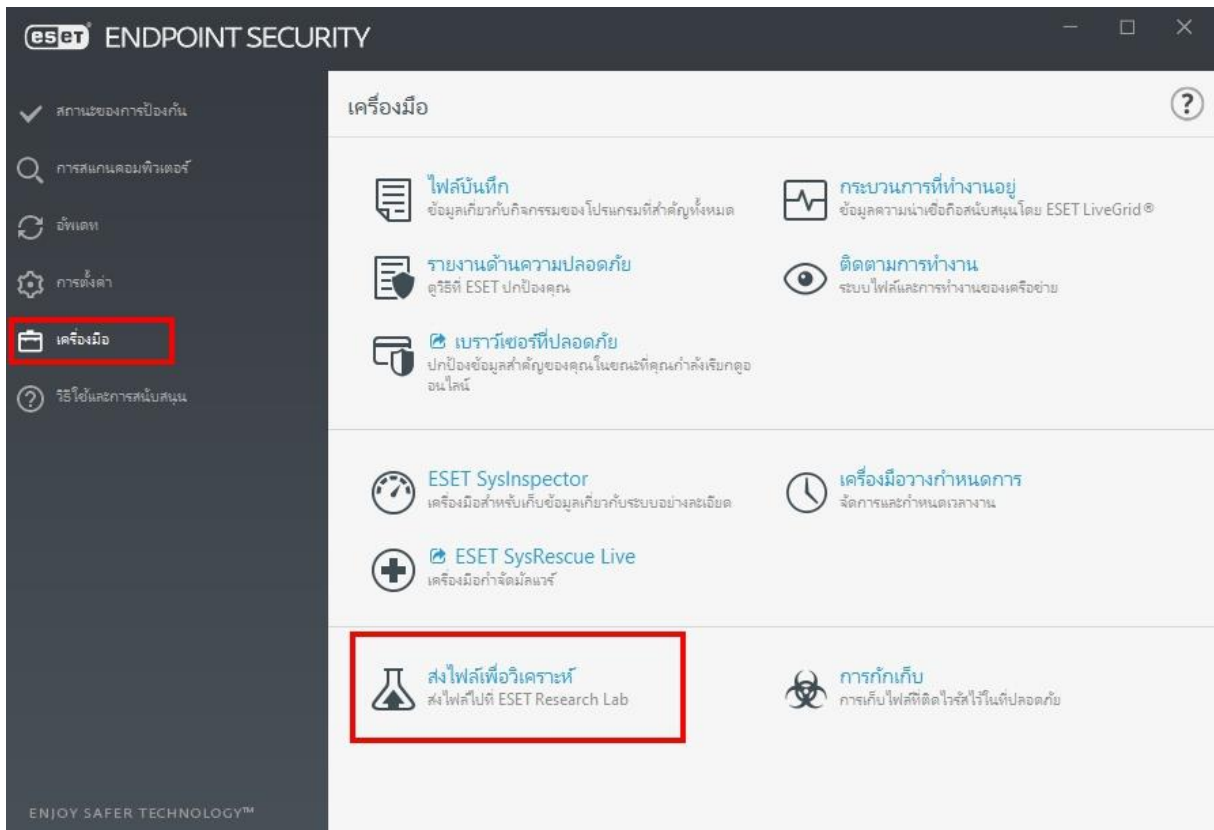 eset ENDPOINT SECURITY
สถานะของการป้องกัน
การสแกนคอมพิวเตอร์
อัพเดท
การตั้งค่า
เครื่องมือ
วิธีใช้และการสนับสนุน
ENJOY SAFER TECHNOLOGY™
เครื่องมือ
?
ไฟล์บันทึก
ข้อมูลเกี่ยวกับกิจกรรมของโปรแกรมที่สำคัญทั้งหมด
กระบวนการที่ทำงานอยู่
ข้อมูลความน่าเชื่อถือสนับสนุนโดย ESET LiveGrid®
รายงานด้านความปลอดภัย
ดูวิธีที่ ESET ปกป้องคุณ
ติดตามการทำงาน
ระบบไฟล์และการทำงานของเครือข่าย
เบราว์เซอร์ที่ปลอดภัย
ปกป้องข้อมูลสำคัญของคุณในขณะที่คุณกำลังเรียกดูอ
อนไลน์
ESET SysInspector
เครื่องมือสำหรับเก็บข้อมูลเกี่ยวกับระบบอย่างละเอียด
เครื่องมือวางกำหนดการ
จัดการและกำหนดเวลางาน
ESET SysRescue Live
เครื่องมือกำจัดมัลแวร์
ส่งไฟล์เพื่อวิเคราะห์
ส่งไฟล์ไปที่ ESET Research Lab
การกักเก็บ
การเก็บไฟล์ที่ติดไวรัสไว้ในที่ปลอดภัย